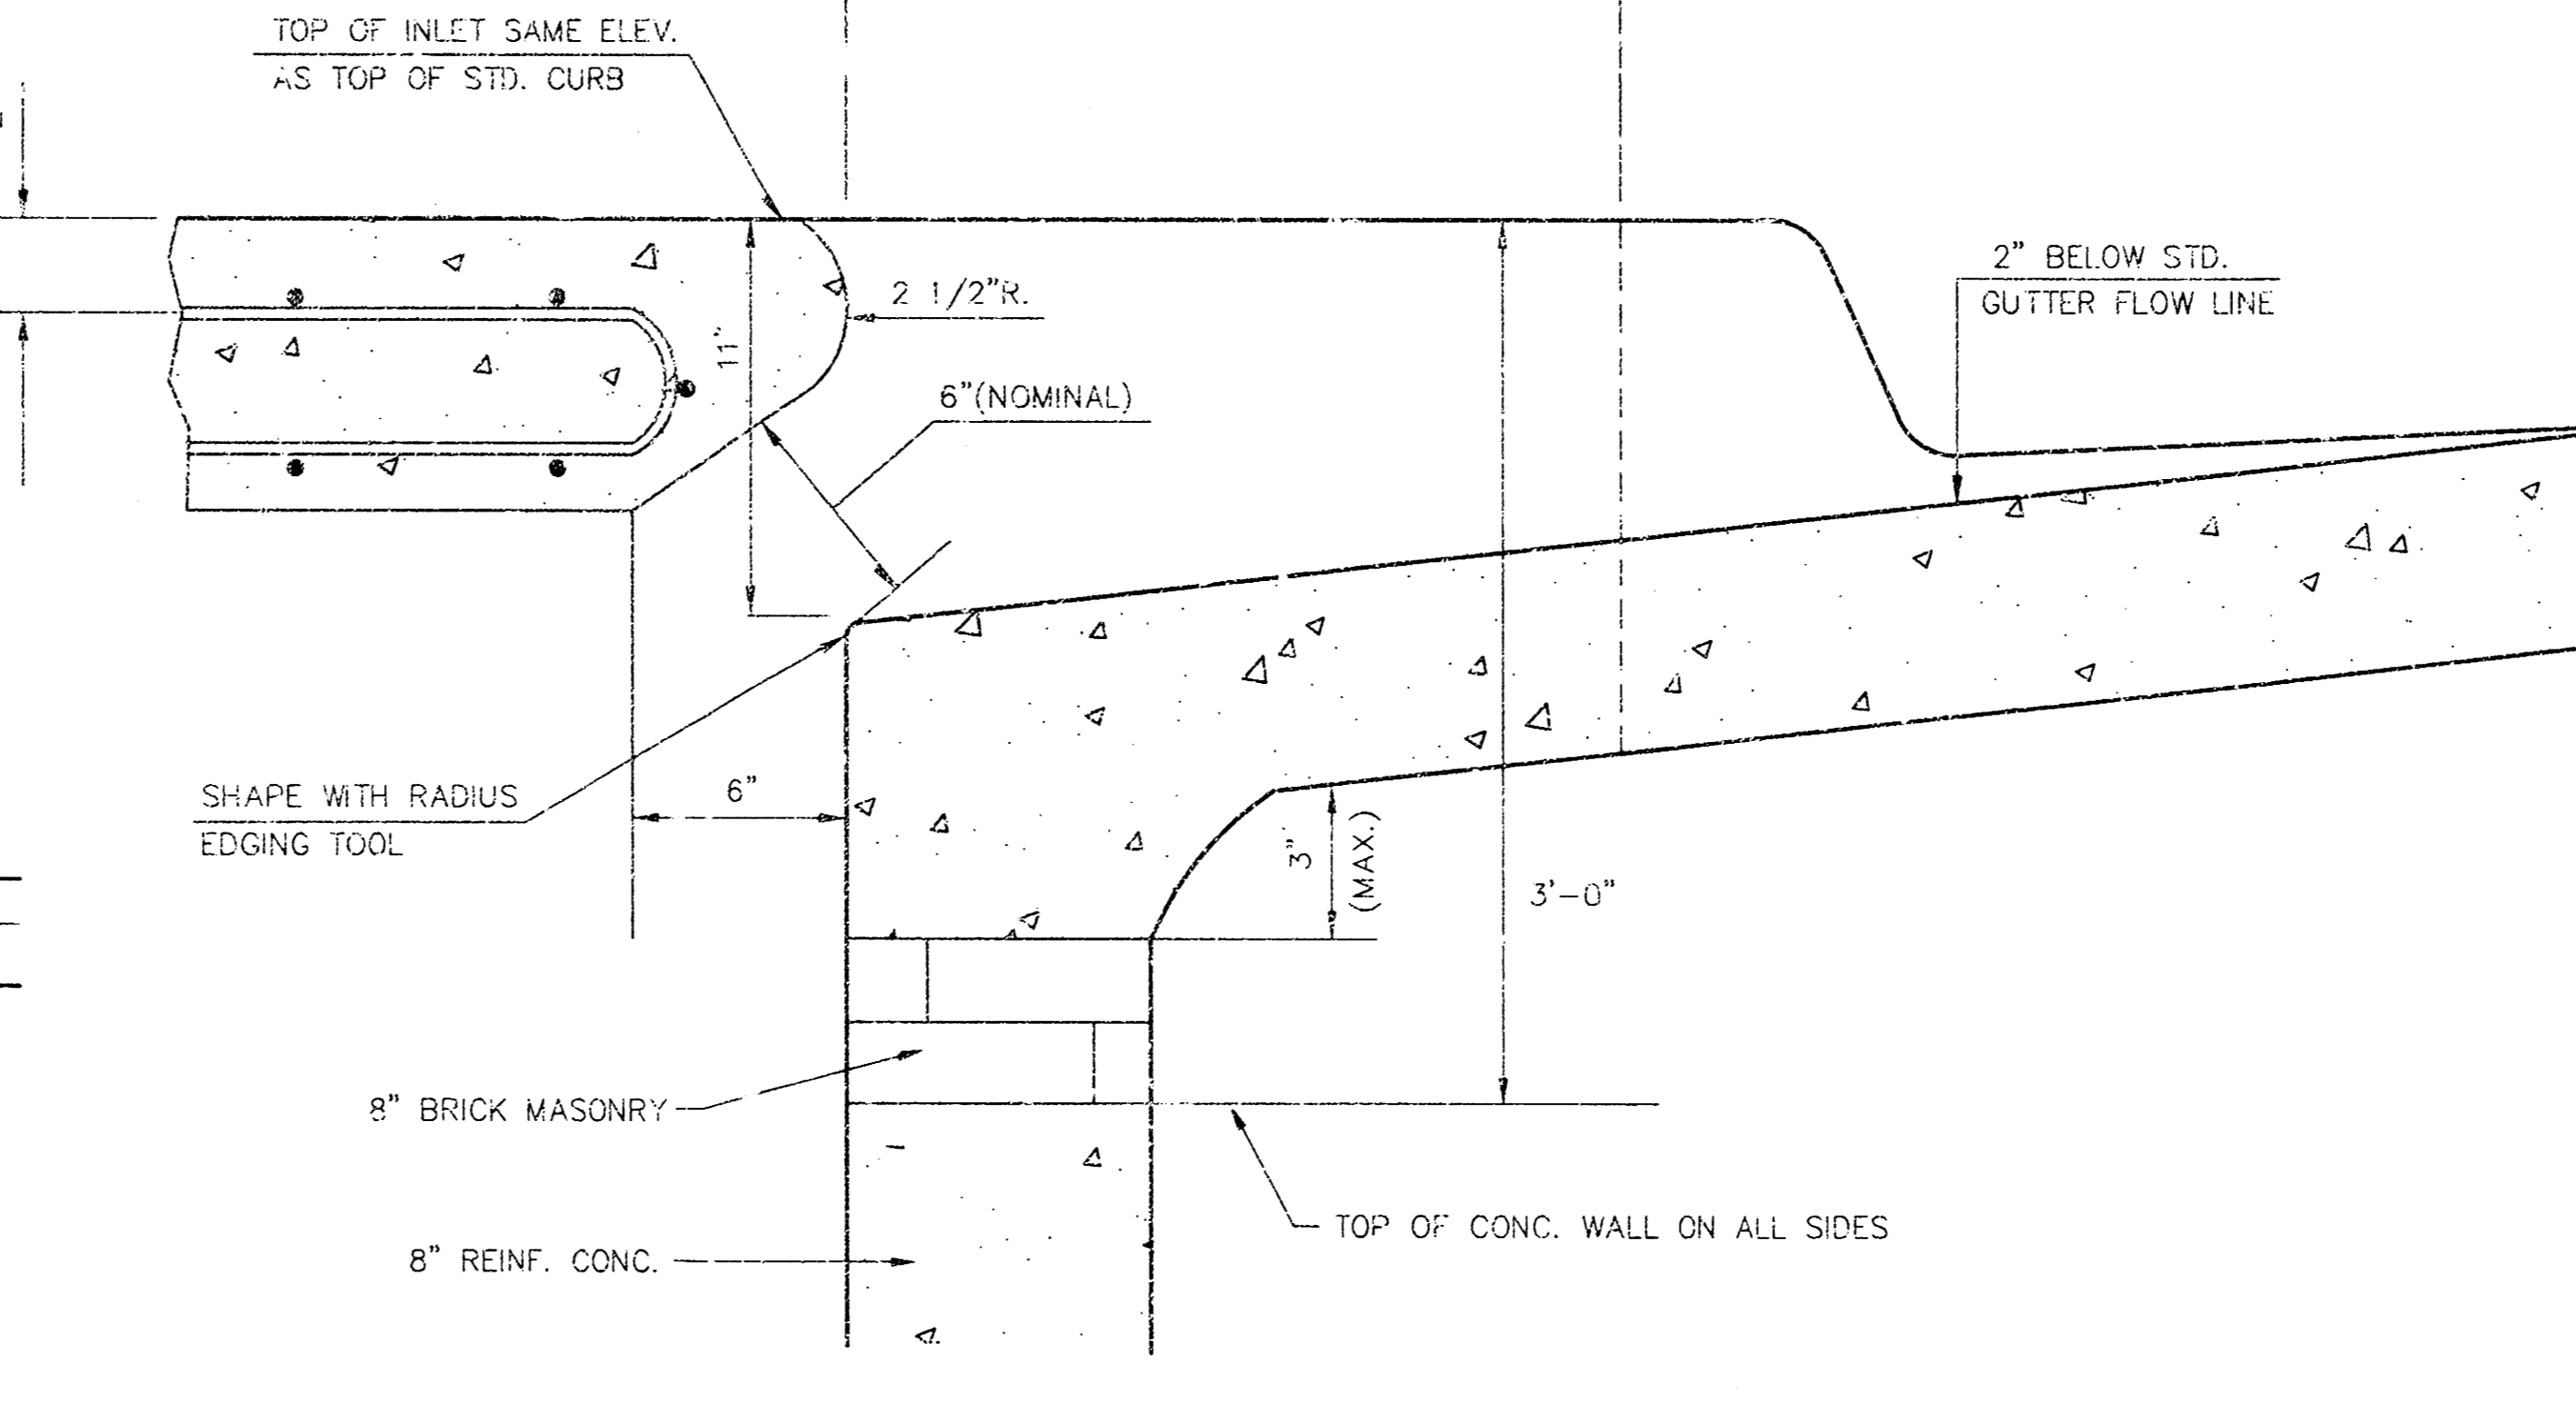 TOP OF INLET SAME ELEV.
AS TOP OF STD. CURB
2" BELOW STD.
GUTTER FLOW LINE
2 1/2"R.
11"
6"(NOMINAL)
SHAPE WITH RADIUS
EDGING TOOL
6"
3"
(MAX.)
3'-0"
8" BRICK MASONRY
TOP OF CONC. WALL ON ALL SIDES
8" REINF. CONC.